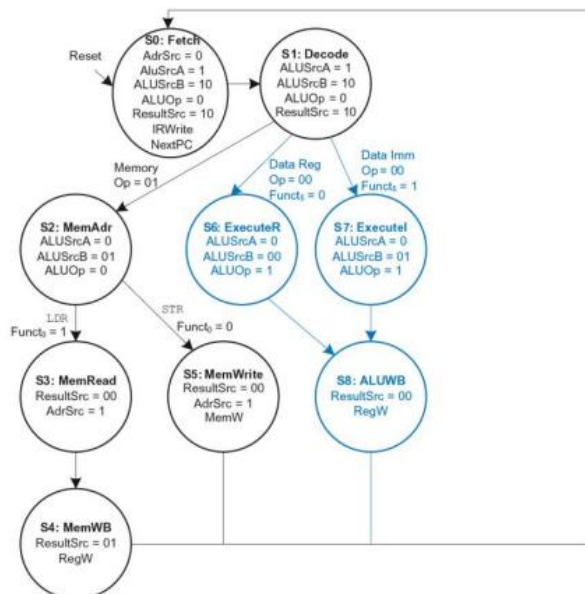 Reset
S0: Fetch
AdrSrc = 0
AluSrcA = 1
ALUSrcB = 10
ALUOp = 0
ResultSrc = 10
IRWrite
NextPC
S1: Decode
ALUSrcA = 1
ALUSrcB = 10
ALUOp = 0
ResultSrc = 10
Memory
Op = 01
Data Reg
Op = 00
Funct5 = 0
Data Imm
Op = 00
Funct5 = 1
S2: MemAdr
ALUSrcA = 0
ALUSrcB = 01
ALUOp = 0
S6: ExecuteR
ALUSrcA = 0
ALUSrcB = 00
ALUOp = 1
S7: ExecuteI
ALUSrcA = 0
ALUSrcB = 01
ALUOp = 1
LDR
Funct0 = 1
STR
Funct0 = 0
S3: MemRead
ResultSrc = 00
AdrSrc = 1
S5: MemWrite
ResultSrc = 00
AdrSrc = 1
MemW
S8: ALUWB
ResultSrc = 00
RegW
S4: MemWB
ResultSrc = 01
RegW